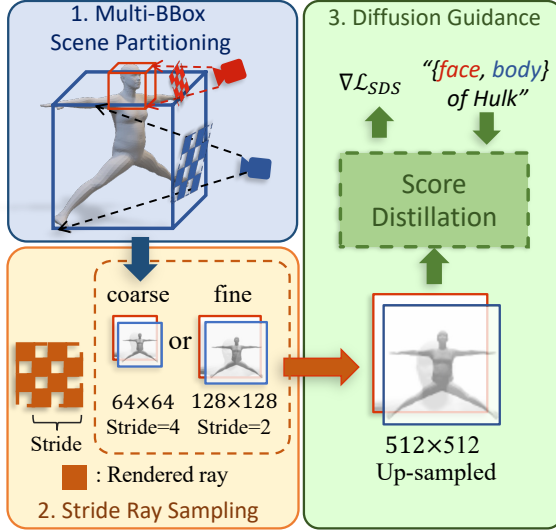 1. Multi-BBox
Scene Partitioning
3. Diffusion Guidance
∇ℒ_SDS
“{face, body}
of Hulk”
Score
Distillation
coarse
fine
or
64×64
128×128
Stride=4
Stride=2
Stride
: Rendered ray
2. Stride Ray Sampling
512×512
Up-sampled